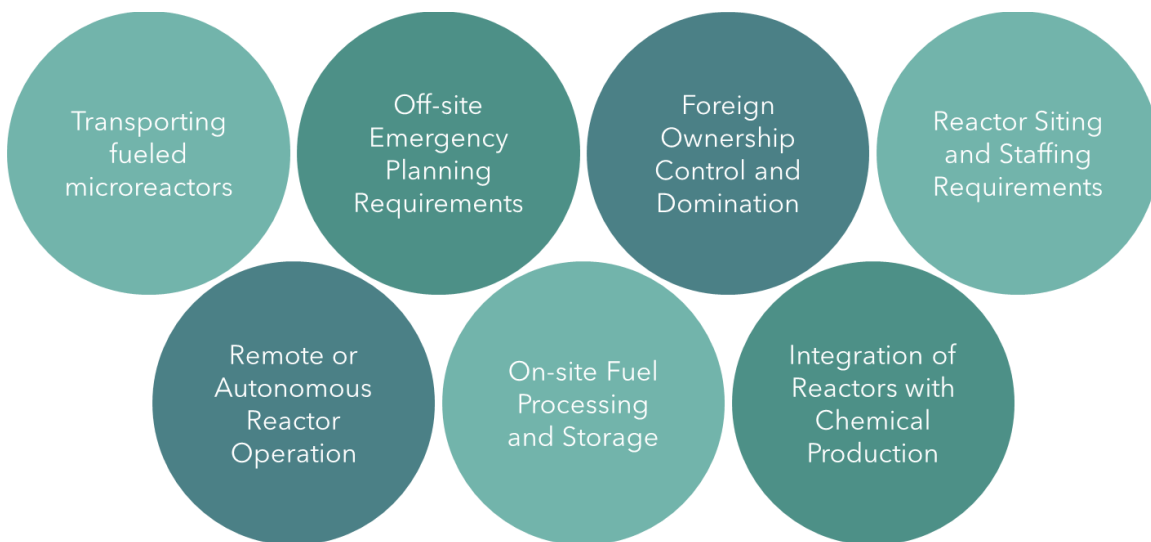 Transporting
fueled
microreactors
Off-site
Emergency
Planning
Requirements
Foreign
Ownership
Control and
Domination
Reactor Siting
and Staffing
Requirements
Remote or
Autonomous
Reactor
Operation
On-site Fuel
Processing
and Storage
Integration of
Reactors with
Chemical
Production